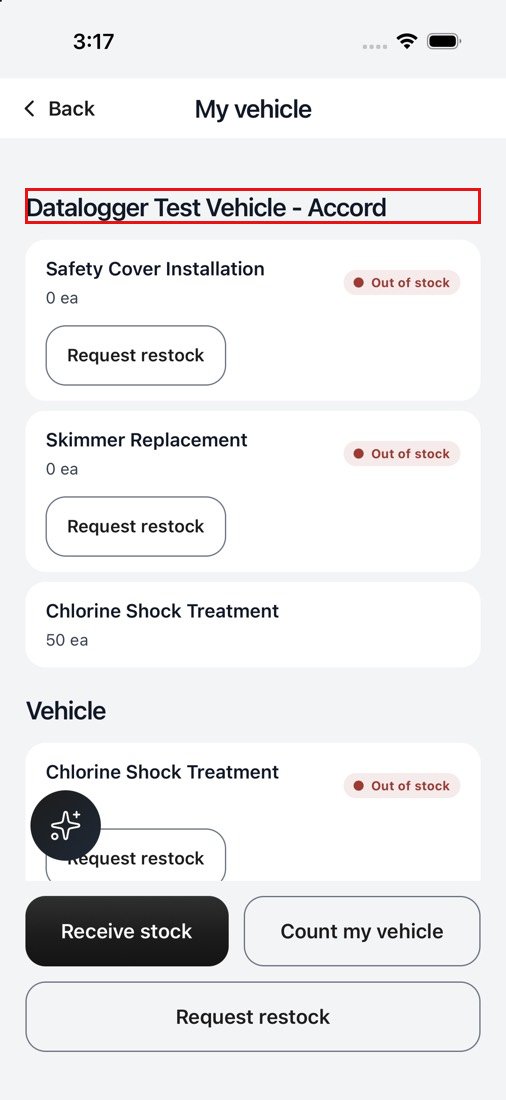 3:17
Back
My vehicle
Datalogger Test Vehicle - Accord
Safety Cover Installation
Out of stock
0 ea
Request restock
Skimmer Replacement
Out of stock
0 ea
Request restock
Chlorine Shock Treatment
50 ea
Vehicle
Chlorine Shock Treatment
Out of stock
Request restock
Receive stock
Count my vehicle
Request restock